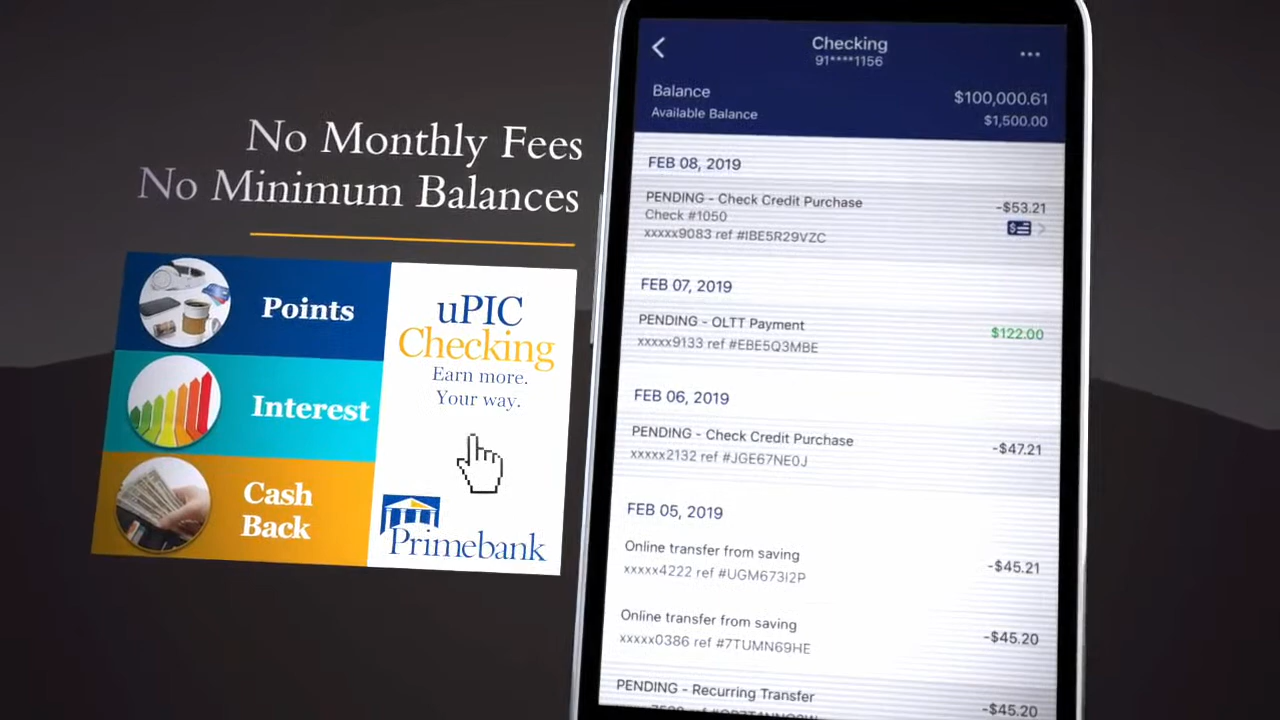 No Monthly Fees
No Minimum Balances
Points
Interest
Cash
Back
uPIC
Checking
Earn more.
Your way.
Primebank
Checking
91****1156
Balance $100,000.61
Available Balance $1,500.00
FEB 08, 2019
PENDING - Check Credit Purchase -$53.21
Check #1050
xxxxx9083 ref #IBE5R29VZC
FEB 07, 2019
PENDING - OLTT Payment $122.00
xxxxx9133 ref #EBE5Q3MBE
FEB 06, 2019
PENDING - Check Credit Purchase -$47.21
xxxxx2132 ref #JGE67NE0J
FEB 05, 2019
Online transfer from saving -$45.21
xxxxx4222 ref #UGM673I2P
Online transfer from saving -$45.20
xxxxx0386 ref #7TUMN69HE
PENDING - Recurring Transfer -$45.20